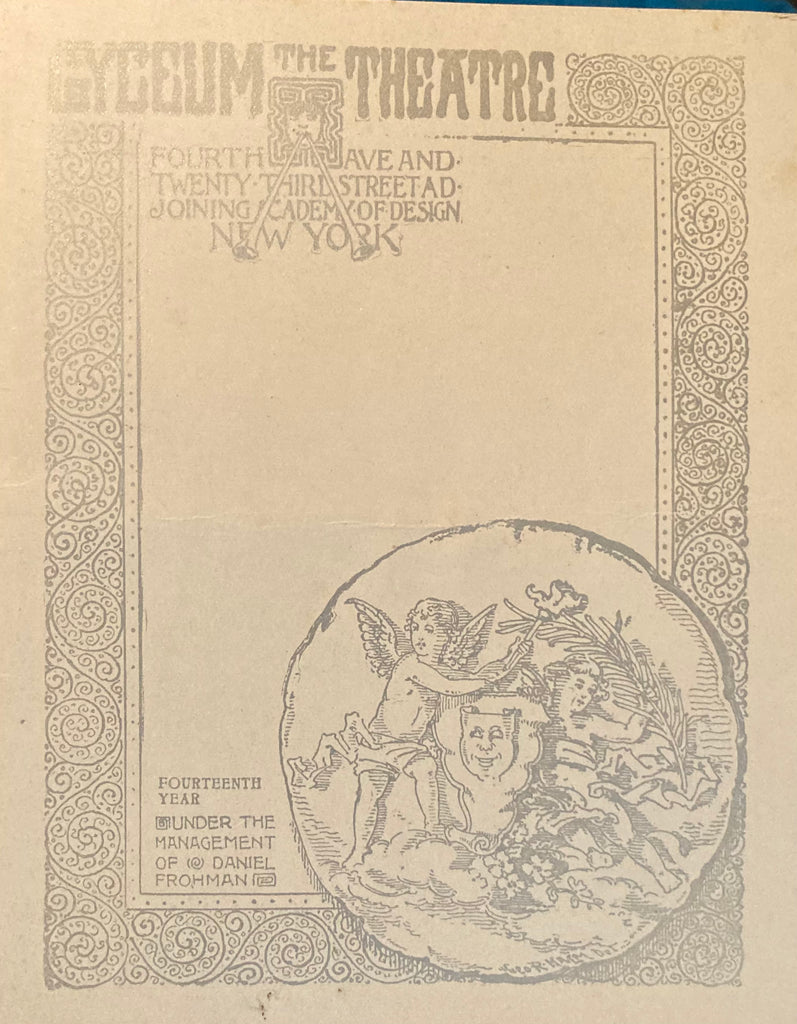 THE
LYCEUM THEATRE
FOURTH AVE AND·
TWENTY·THIRD STREET AD·
JOINING ACADEMY·OF·DESIGN
NEW YORK
FOURTEENTH
YEAR
UNDER THE
MANAGEMENT
OF @ DANIEL
FROHMAN